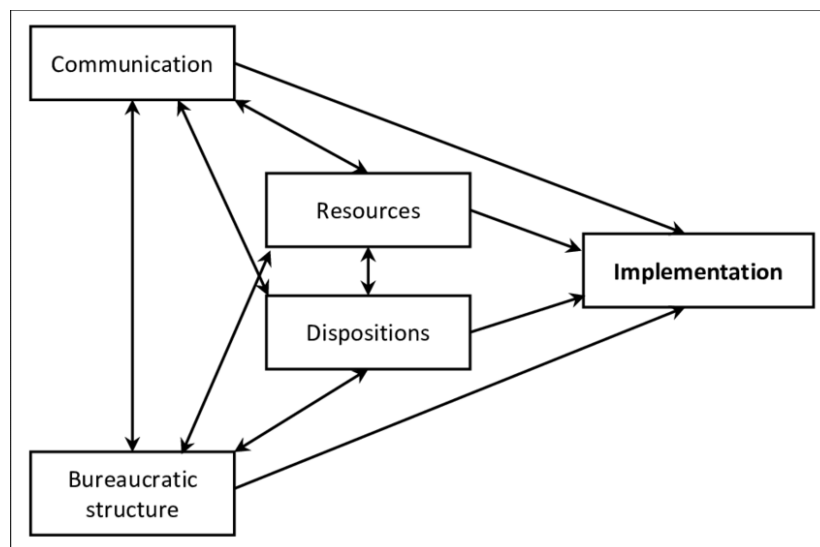 Communication
Resources
Implementation
Dispositions
Bureaucratic
structure